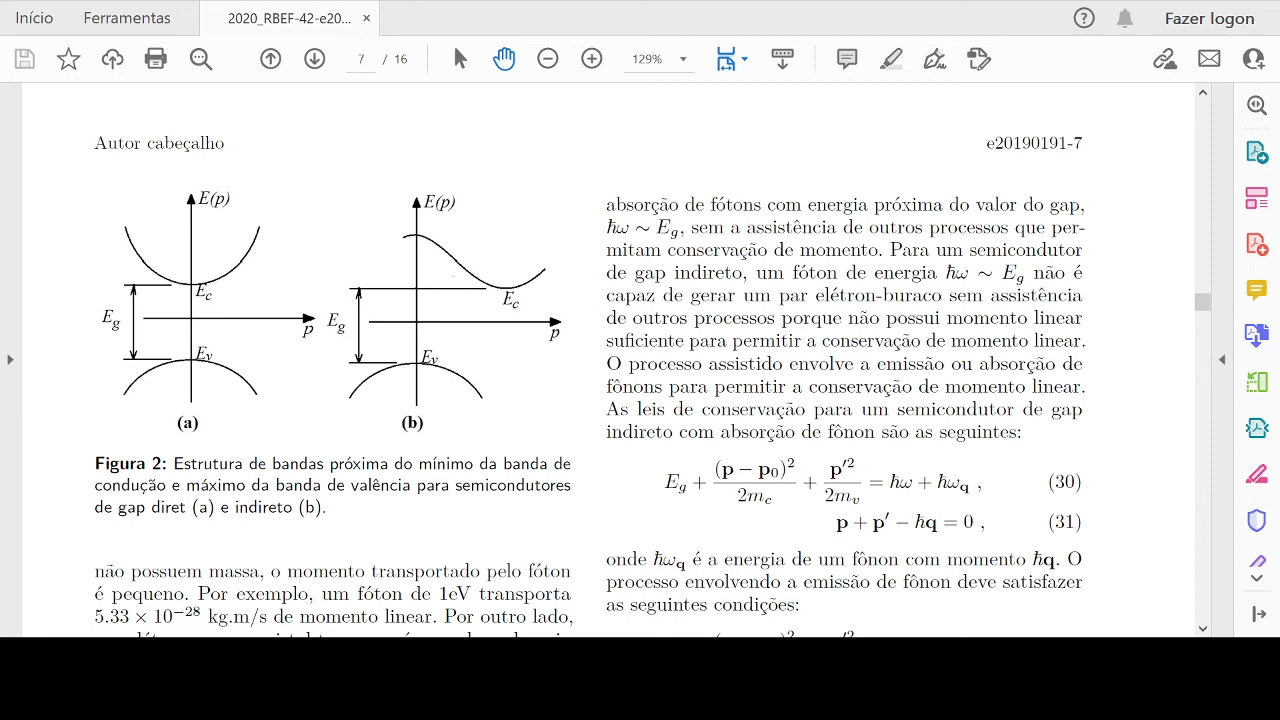 Início
Ferramentas
2020_RBEF-42-e20... ×
Fazer logon
7 / 16
129%
Autor cabeçalho
e20190191-7
E(p)
E_c
E_g
p
E_v
(a)
E(p)
E_c
E_g
p
E_v
(b)
Figura 2: Estrutura de bandas próxima do mínimo da banda de
condução e máximo da banda de valência para semicondutores
de gap diret (a) e indireto (b).
não possuem massa, o momento transportado pelo fóton
é pequeno. Por exemplo, um fóton de 1eV transporta
5.33 × 10⁻²⁸ kg.m/s de momento linear. Por outro lado,
absorção de fótons com energia próxima do valor do gap,
ħω ∼ E_g, sem a assistência de outros processos que per-
mitam conservação de momento. Para um semicondutor
de gap indireto, um fóton de energia ħω ∼ E_g não é
capaz de gerar um par elétron-buraco sem assistência
de outros processos porque não possui momento linear
suficiente para permitir a conservação de momento linear.
O processo assistido envolve a emissão ou absorção de
fônons para permitir a conservação de momento linear.
As leis de conservação para um semicondutor de gap
indireto com absorção de fônon são as seguintes:
E_g + (p − p₀)²/2m_c + p′²/2m_v = ħω + ħω_q , (30)
p + p′ − ħq = 0 , (31)
onde ħω_q é a energia de um fônon com momento ħq. O
processo envolvendo a emissão de fônon deve satisfazer
as seguintes condições: